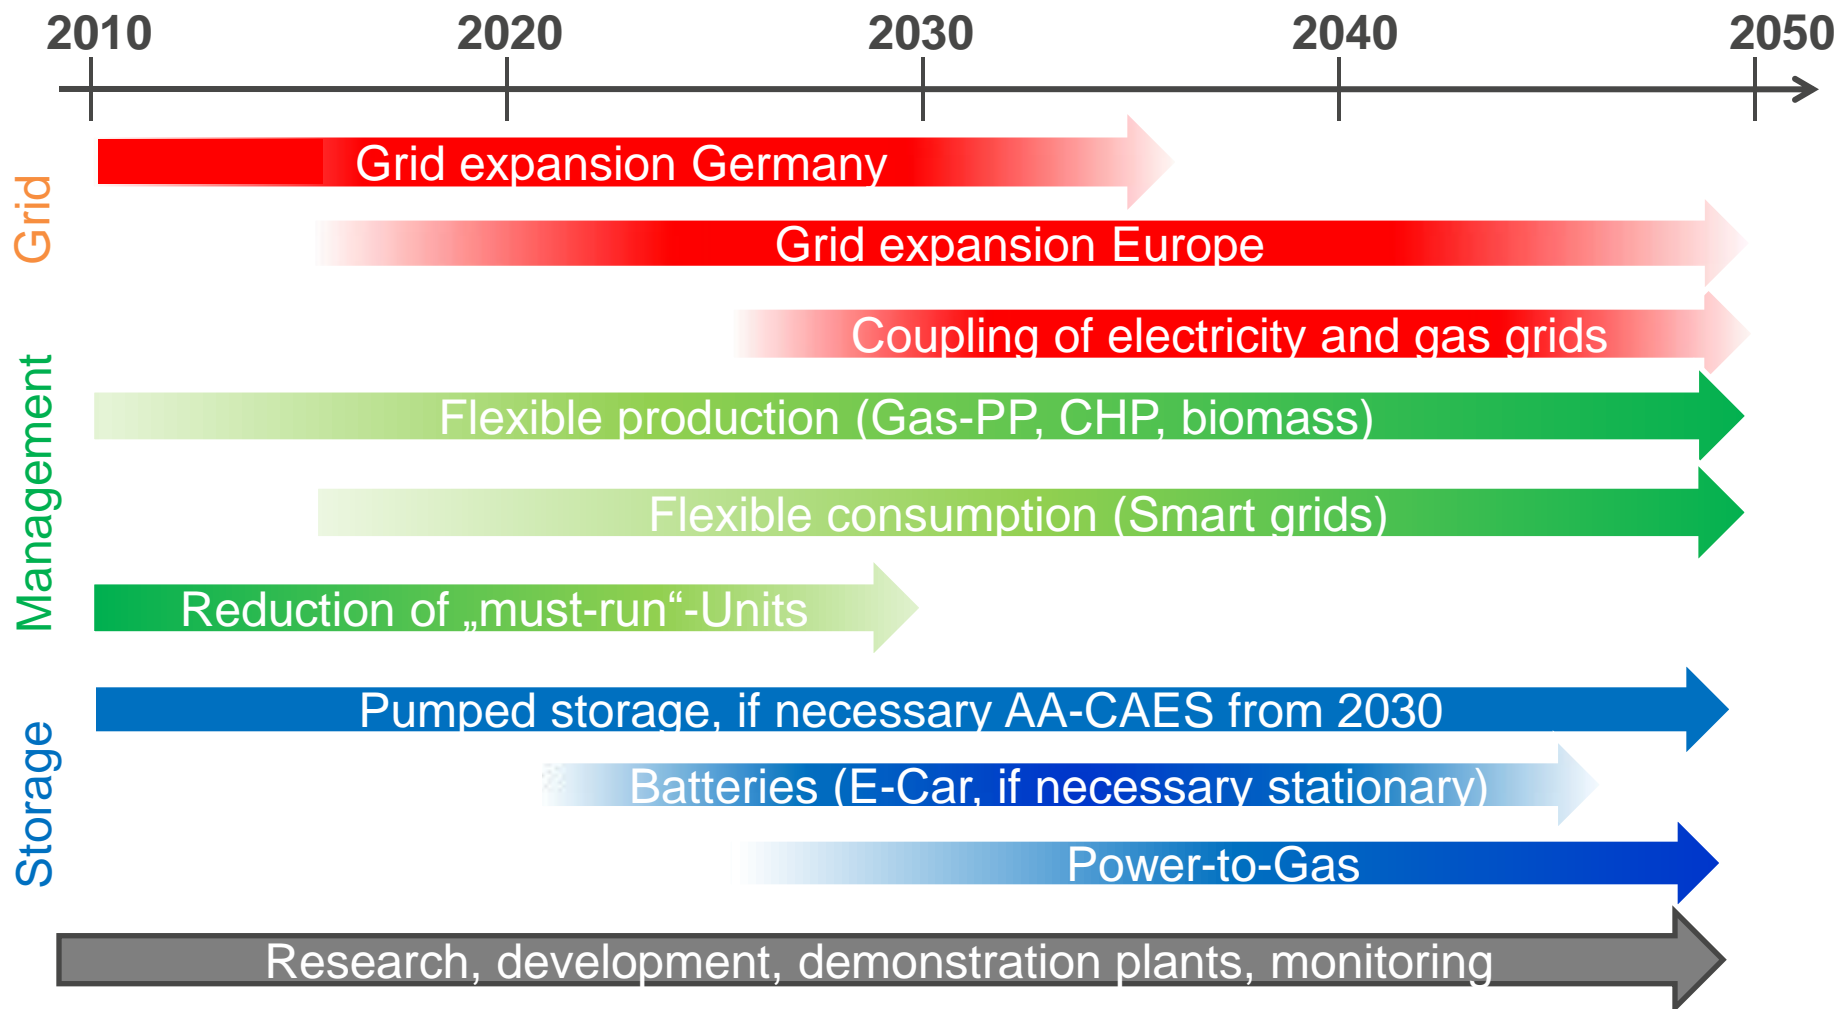 2010 2020 2030 2040 2050
Grid
Grid expansion Germany
Grid expansion Europe
Coupling of electricity and gas grids
Management
Flexible production (Gas-PP, CHP, biomass)
Flexible consumption (Smart grids)
Reduction of „must-run“-Units
Storage
Pumped storage, if necessary AA-CAES from 2030
Batteries (E-Car, if necessary stationary)
Power-to-Gas
Research, development, demonstration plants, monitoring